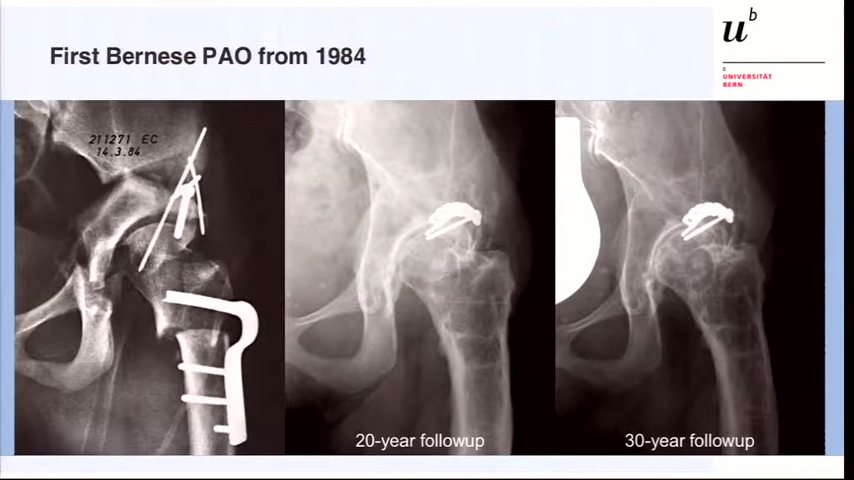 First Bernese PAO from 1984
u
b
b
UNIVERSITÄT
BERN
211271 EC
14.3.84
20-year followup
30-year followup